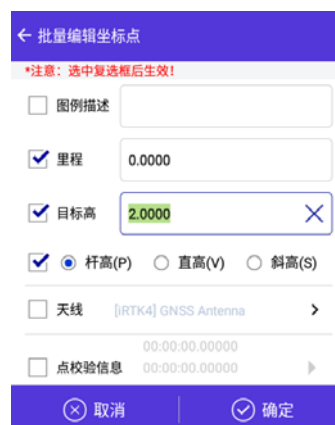 ← 批量编辑坐标点
*注意：选中复选框后生效！
图例描述
里程 0.0000
目标高 2.0000
杆高(P) 直高(V) 斜高(S)
天线 [iRTK4] GNSS Antenna
00:00:00.00000
点校验信息 00:00:00.00000
取消 确定